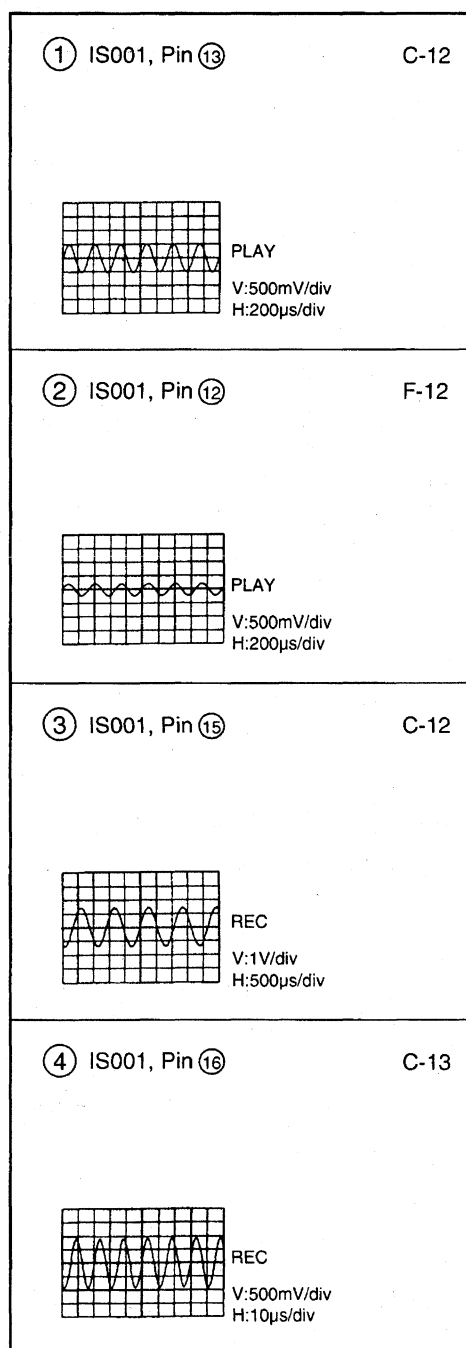 ① IS001, Pin ⑬ C-12
PLAY
V:500mV/div
H:200µs/div
② IS001, Pin ⑫ F-12
PLAY
V:500mV/div
H:200µs/div
③ IS001, Pin ⑮ C-12
REC
V:1V/div
H:500µs/div
④ IS001, Pin ⑯ C-13
REC
V:500mV/div
H:10µs/div